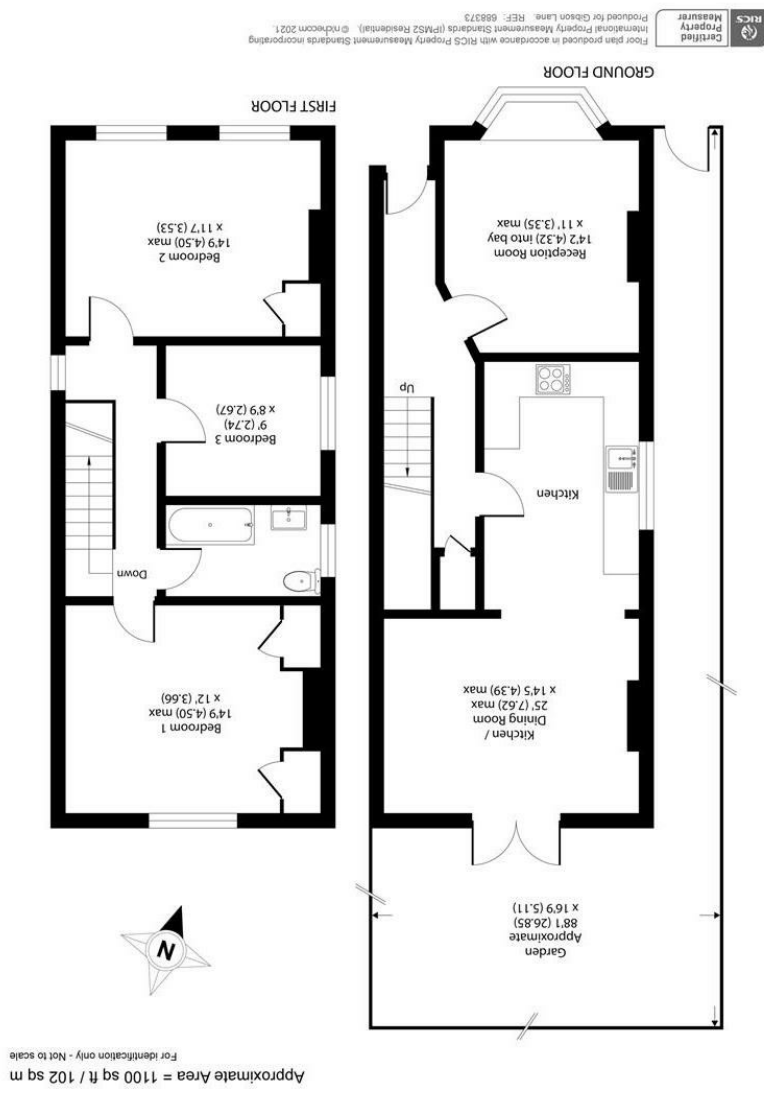 Approximate Area = 1100 sq ft / 102 sq m
For identification only - Not to scale
N
Garden
Approximate
88'1 (26.85)
x 16'9 (5.11)
Kitchen /
Dining Room
25' (7.62) max
x 14'5 (4.39) max
Kitchen
Up
Reception Room
14'2 (4.32) into bay
x 11' (3.35) max
GROUND FLOOR
Bedroom 1
14'9 (4.50) max
x 12' (3.66)
Down
Bedroom 3
9' (2.74)
x 8'9 (2.67)
Bedroom 2
14'9 (4.50) max
x 11'7 (3.53)
FIRST FLOOR
RICS
Certified
Property
Measurer
Floor plan produced in accordance with RICS Property Measurement Standards incorporating
International Property Measurement Standards (IPMS2 Residential). ©nichecom 2021.
Produced for Gibson Lane. REF: 688373